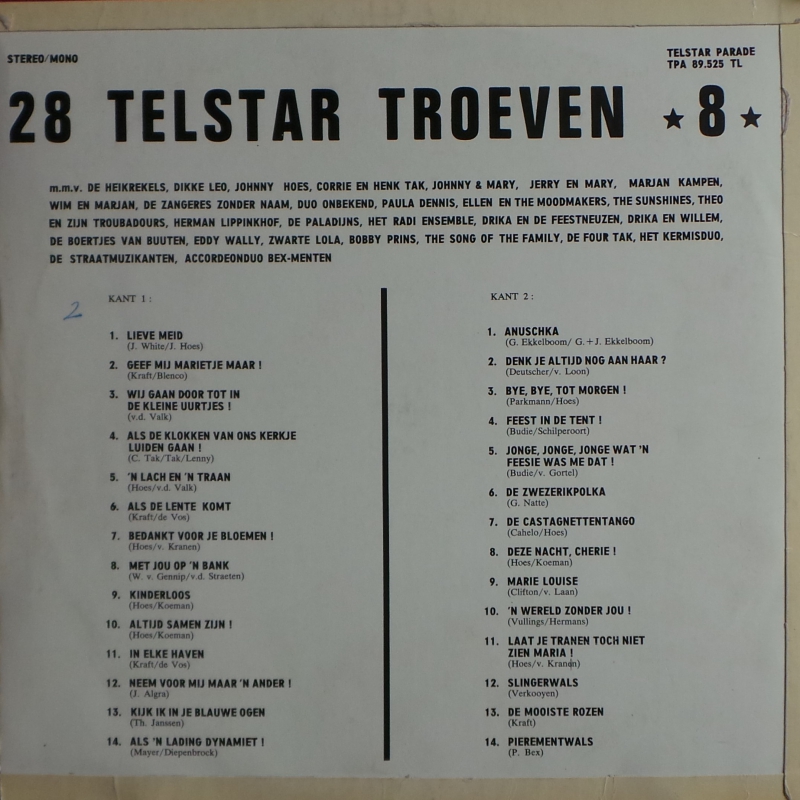 STEREO/MONO
TELSTAR PARADE
TPA 89.525 TL
28 TELSTAR TROEVEN ★ 8 ★
m.m.v. DE HEIKREKELS, DIKKE LEO, JOHNNY HOES, CORRIE EN HENK TAK, JOHNNY & MARY, JERRY EN MARY, MARJAN KAMPEN,
WIM EN MARJAN, DE ZANGERES ZONDER NAAM, DUO ONBEKEND, PAULA DENNIS, ELLEN EN THE MOODMAKERS, THE SUNSHINES, THEO
EN ZIJN TROUBADOURS, HERMAN LIPPINKHOF, DE PALADIJNS, HET RADI ENSEMBLE, DRIKA EN DE FEESTNEUZEN, DRIKA EN WILLEM,
DE BOERTJES VAN BUUTEN, EDDY WALLY, ZWARTE LOLA, BOBBY PRINS, THE SONG OF THE FAMILY, DE FOUR TAK, HET KERMISDUO,
DE STRAATMUZIKANTEN, ACCORDEONDUO BEX-MENTEN
2
KANT 1:
1. LIEVE MEID
(J. White/J. Hoes)
2. GEEF MIJ MARIETJE MAAR !
(Kraft/Blenco)
3. WIJ GAAN DOOR TOT IN
DE KLEINE UURTJES !
(v.d. Valk)
4. ALS DE KLOKKEN VAN ONS KERKJE
LUIDEN GAAN !
(C. Tak/Tak/Lenny)
5. 'N LACH EN 'N TRAAN
(Hoes/v.d. Valk)
6. ALS DE LENTE KOMT
(Kraft/de Vos)
7. BEDANKT VOOR JE BLOEMEN !
(Hoes/v. Kranen)
8. MET JOU OP 'N BANK
(W. v. Gennip/v.d. Straeten)
9. KINDERLOOS
(Hoes/Koeman)
10. ALTIJD SAMEN ZIJN !
(Hoes/Koeman)
11. IN ELKE HAVEN
(Kraft/de Vos)
12. NEEM VOOR MIJ MAAR 'N ANDER !
(J. Algra)
13. KIJK IK IN JE BLAUWE OGEN
(Th. Janssen)
14. ALS 'N LADING DYNAMIET !
(Mayer/Diepenbrock)
KANT 2:
1. ANUSCHKA
(G. Ekkelboom/ G.+J. Ekkelboom)
2. DENK JE ALTIJD NOG AAN HAAR ?
(Deutscher/v. Loon)
3. BYE, BYE, TOT MORGEN !
(Parkmann/Hoes)
4. FEEST IN DE TENT !
(Budie/Schilperoort)
5. JONGE, JONGE, JONGE WAT 'N
FEESIE WAS ME DAT !
(Budie/v. Gortel)
6. DE ZWEZERIKPOLKA
(G. Natte)
7. DE CASTAGNETTENTANGO
(Cahelo/Hoes)
8. DEZE NACHT, CHERIE !
(Hoes/Koeman)
9. MARIE LOUISE
(Clifton/v. Laan)
10. 'N WERELD ZONDER JOU !
(Vullings/Hermans)
11. LAAT JE TRANEN TOCH NIET
ZIEN MARIA !
(Hoes/v. Kranen)
12. SLINGERWALS
(Verkooyen)
13. DE MOOISTE ROZEN
(Kraft)
14. PIEREMENTWALS
(P. Bex)